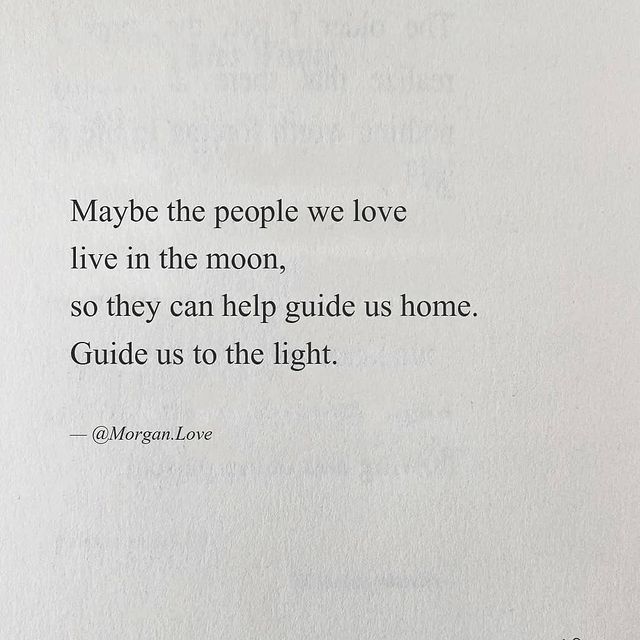 Maybe the people we love
live in the moon,
so they can help guide us home.
Guide us to the light.
— @Morgan.Love